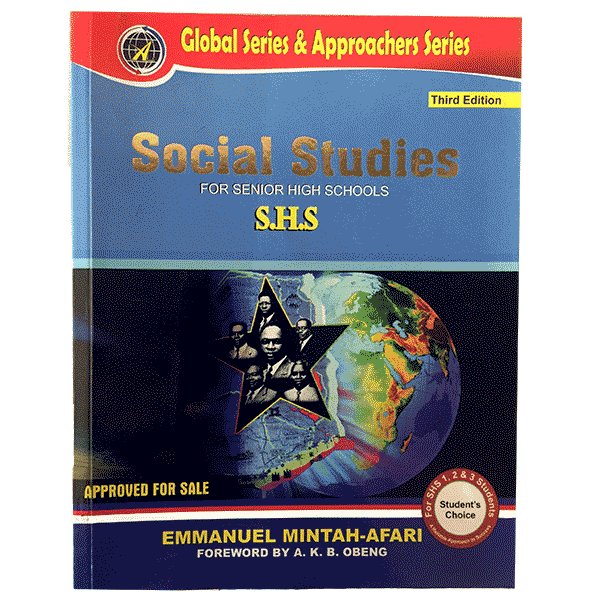 Global Series & Approachers Series
Third Edition
Social Studies
FOR SENIOR HIGH SCHOOLS
S.H.S
APPROVED FOR SALE
For SHS 1, 2 & 3 Students
Student's
Choice
EMMANUEL MINTAH-AFARI
FOREWORD BY A. K. B. OBENG